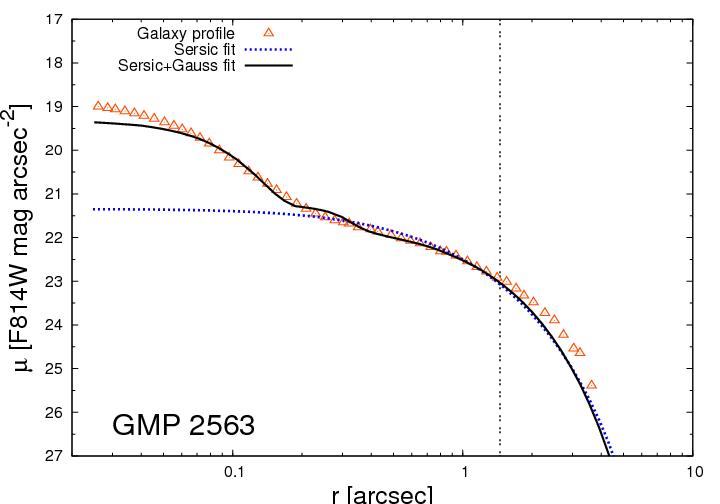 Galaxy profile
Sersic fit
Sersic+Gauss fit
17
18
19
20
21
22
23
24
25
26
27
μ [F814W mag arcsec-2]
GMP 2563
0.1 1 10
r [arcsec]